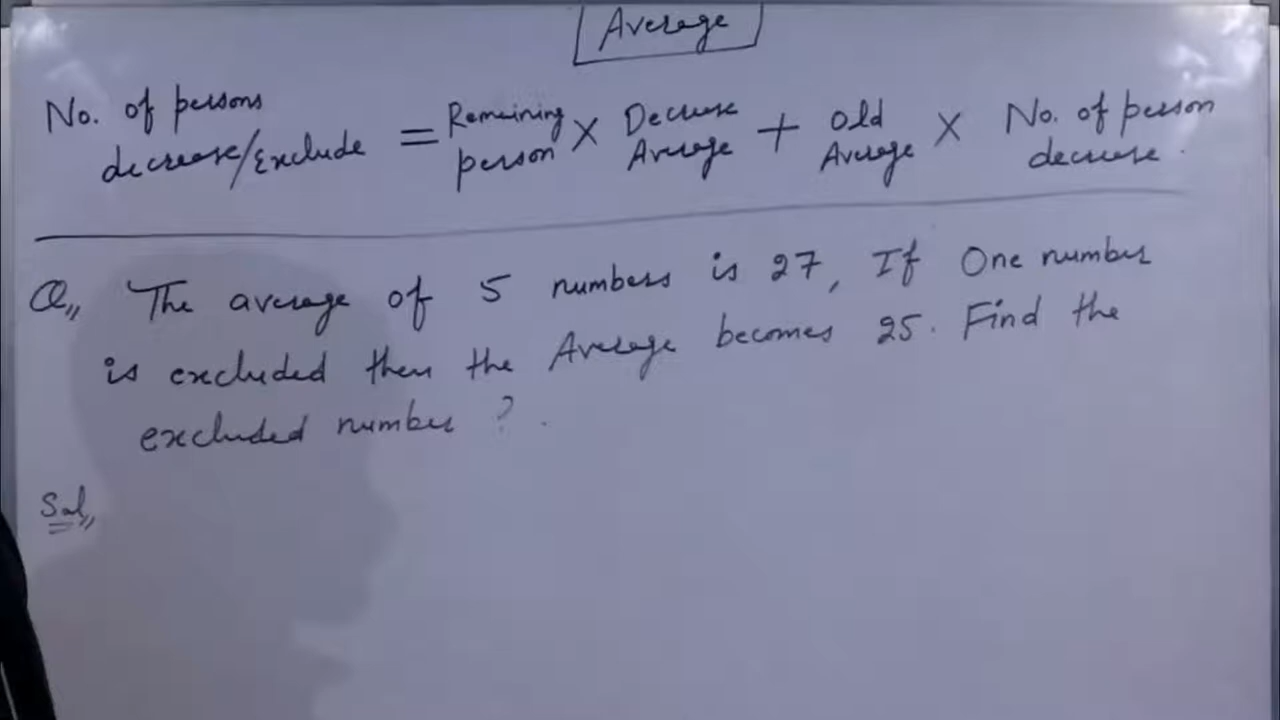 Average
No. of persons decrease/Exclude = Remaining person × Decrease Average + Old Average × No. of person decrease.
Q,, The average of 5 numbers is 27, If One number
is excluded then the Average becomes 25. Find the
excluded number ?.
Sol,,